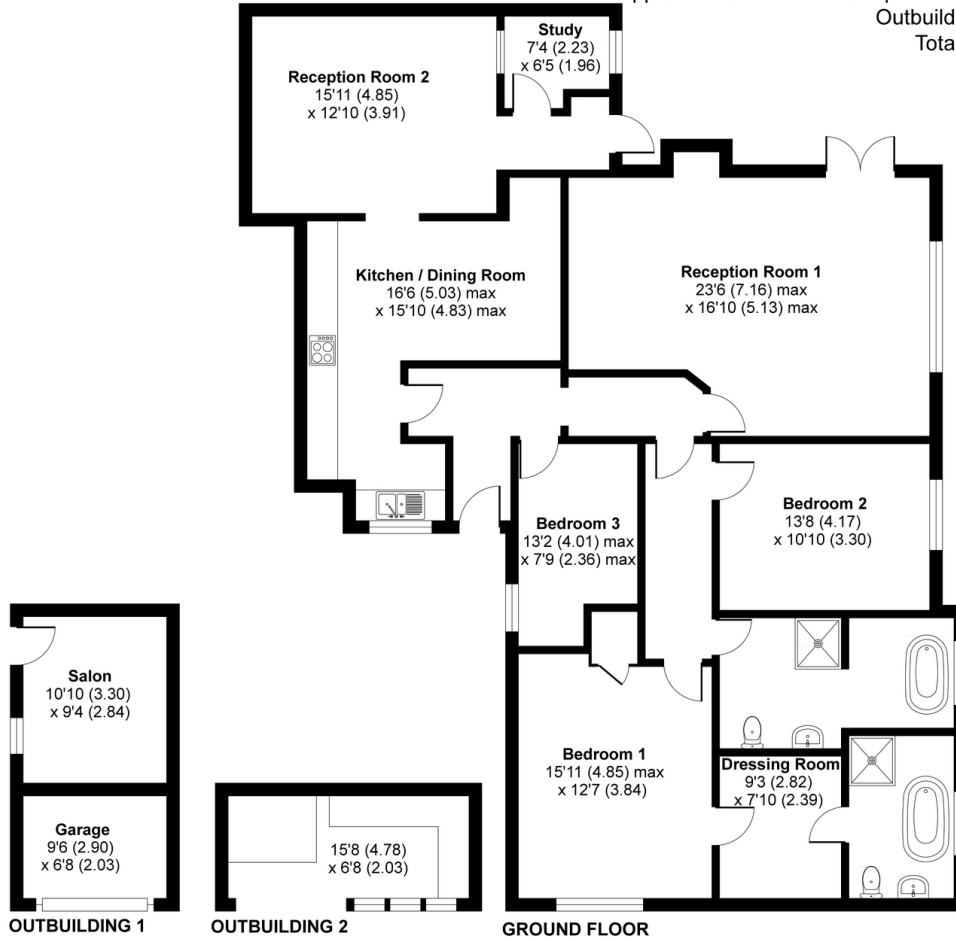 Outbuild
Tota
Study
7'4 (2.23)
x 6'5 (1.96)
Reception Room 2
15'11 (4.85)
x 12'10 (3.91)
Kitchen / Dining Room
16'6 (5.03) max
x 15'10 (4.83) max
Reception Room 1
23'6 (7.16) max
x 16'10 (5.13) max
Bedroom 3
13'2 (4.01) max
x 7'9 (2.36) max
Bedroom 2
13'8 (4.17)
x 10'10 (3.30)
Salon
10'10 (3.30)
x 9'4 (2.84)
Bedroom 1
15'11 (4.85) max
x 12'7 (3.84)
Dressing Room
9'3 (2.82)
x 7'10 (2.39)
Garage
9'6 (2.90)
x 6'8 (2.03)
15'8 (4.78)
x 6'8 (2.03)
OUTBUILDING 1
OUTBUILDING 2
GROUND FLOOR